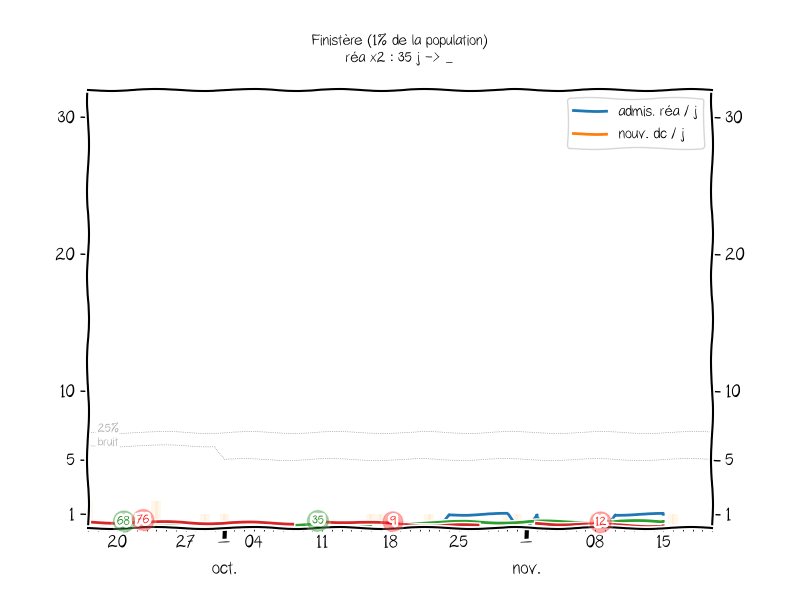 Finistère (1% de la population)
réa x2 : 35 j -> _
admis. réa / j
nouv. dc / j
30 30
20 20
10 10
25%
bruit
5 5
1 68 76 35 9 12 1
20 27 04 11 18 25 08 15
oct. nov.